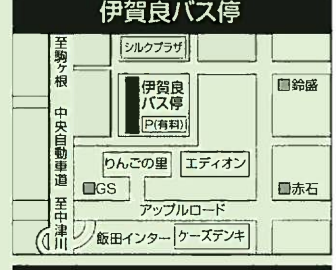 伊賀良バス停
シルクプラザ
至駒ヶ根 中央自動車道 至中津川
伊賀良
バス停
P(有料)
鈴盛
りんごの里
エディオン
GS
赤石
アップルロード
飯田インター
ケーズデンキ